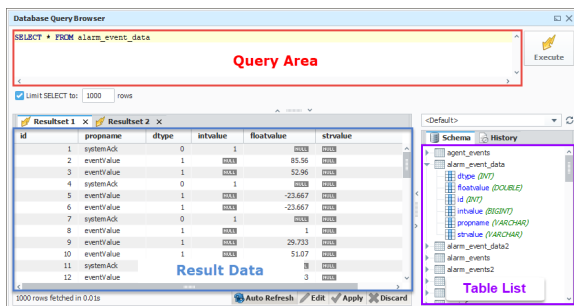 Database Query Browser
SELECT * FROM alarm_event_data
Query Area
Execute
Limit SELECT to: 1000 rows
Resultset 1 Resultset 2
<Default>
Schema History
id propname dtype intvalue floatvalue strvalue
1 systemAck 0 1 NULL NULL
2 eventValue 1 NULL 85.56 NULL
3 eventValue 1 NULL 52.96 NULL
4 systemAck 0 1 NULL NULL
5 eventValue 1 NULL -23.667 NULL
6 eventValue 1 NULL -23.667 NULL
7 systemAck 0 1 NULL NULL
8 eventValue 1 NULL 1 NULL
9 eventValue 1 NULL 29.733 NULL
10 eventValue 1 NULL 51.07 NULL
11 systemAck 0 1 NULL
12 eventValue 1 3 NULL
Result Data
agent_events
alarm_event_data
dtype (INT)
floatvalue (DOUBLE)
id (INT)
intvalue (BIGINT)
propname (VARCHAR)
strvalue (VARCHAR)
alarm_event_data2
alarm_events
alarm_events2
Table List
1000 rows fetched in 0.01s
Auto Refresh Edit Apply Discard